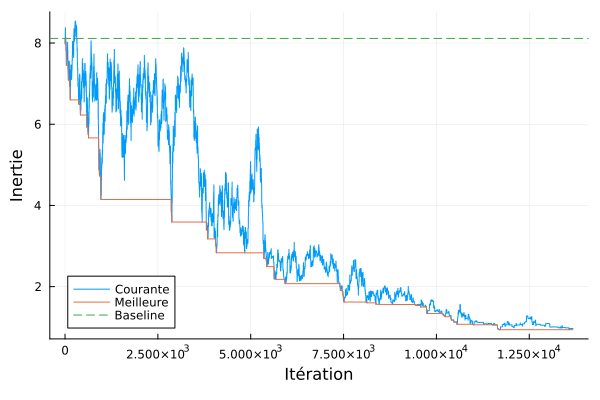 Inertie
8
6
4
2
Courante
Meilleure
Baseline
0 2.500×10³ 5.000×10³ 7.500×10³ 1.000×10⁴ 1.250×10⁴
Itération